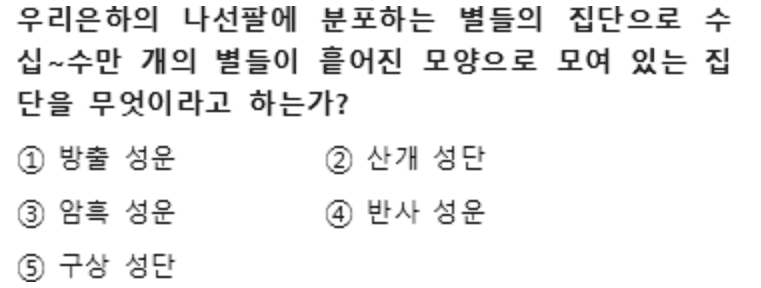 우리은하의 나선팔에 분포하는 별들의 집단으로 수
십~수만 개의 별들이 흩어진 모양으로 모여 있는 집
단을 무엇이라고 하는가?
① 방출 성운 ② 산개 성단
③ 암흑 성운 ④ 반사 성운
⑤ 구상 성단